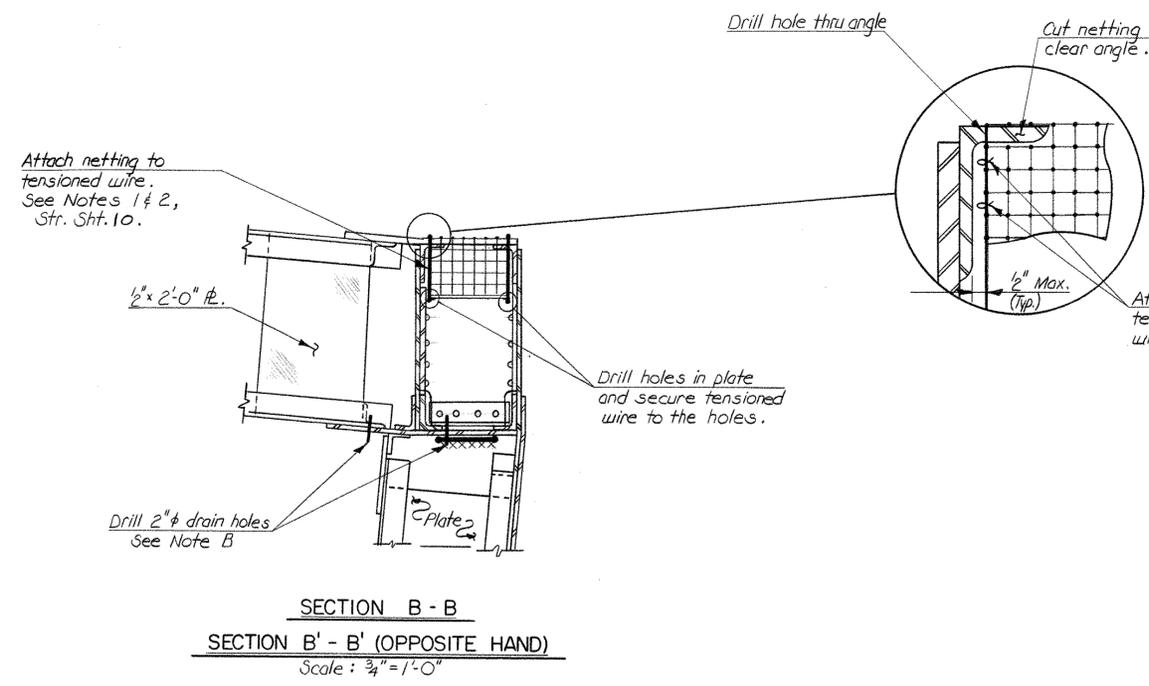 Drill hole thru angle
Cut netting
clear angle.
Attach netting to
tensioned wire.
See Notes 1 & 2,
Str. Sht. 10.
½" x 2'-0" ℄.
½" Max.
(Typ.)
Drill holes in plate
and secure tensioned
wire to the holes.
Drill 2"ϕ drain holes
See Note B
Plate
SECTION B - B
SECTION B' - B' (OPPOSITE HAND)
Scale : ¾" = 1'-0"